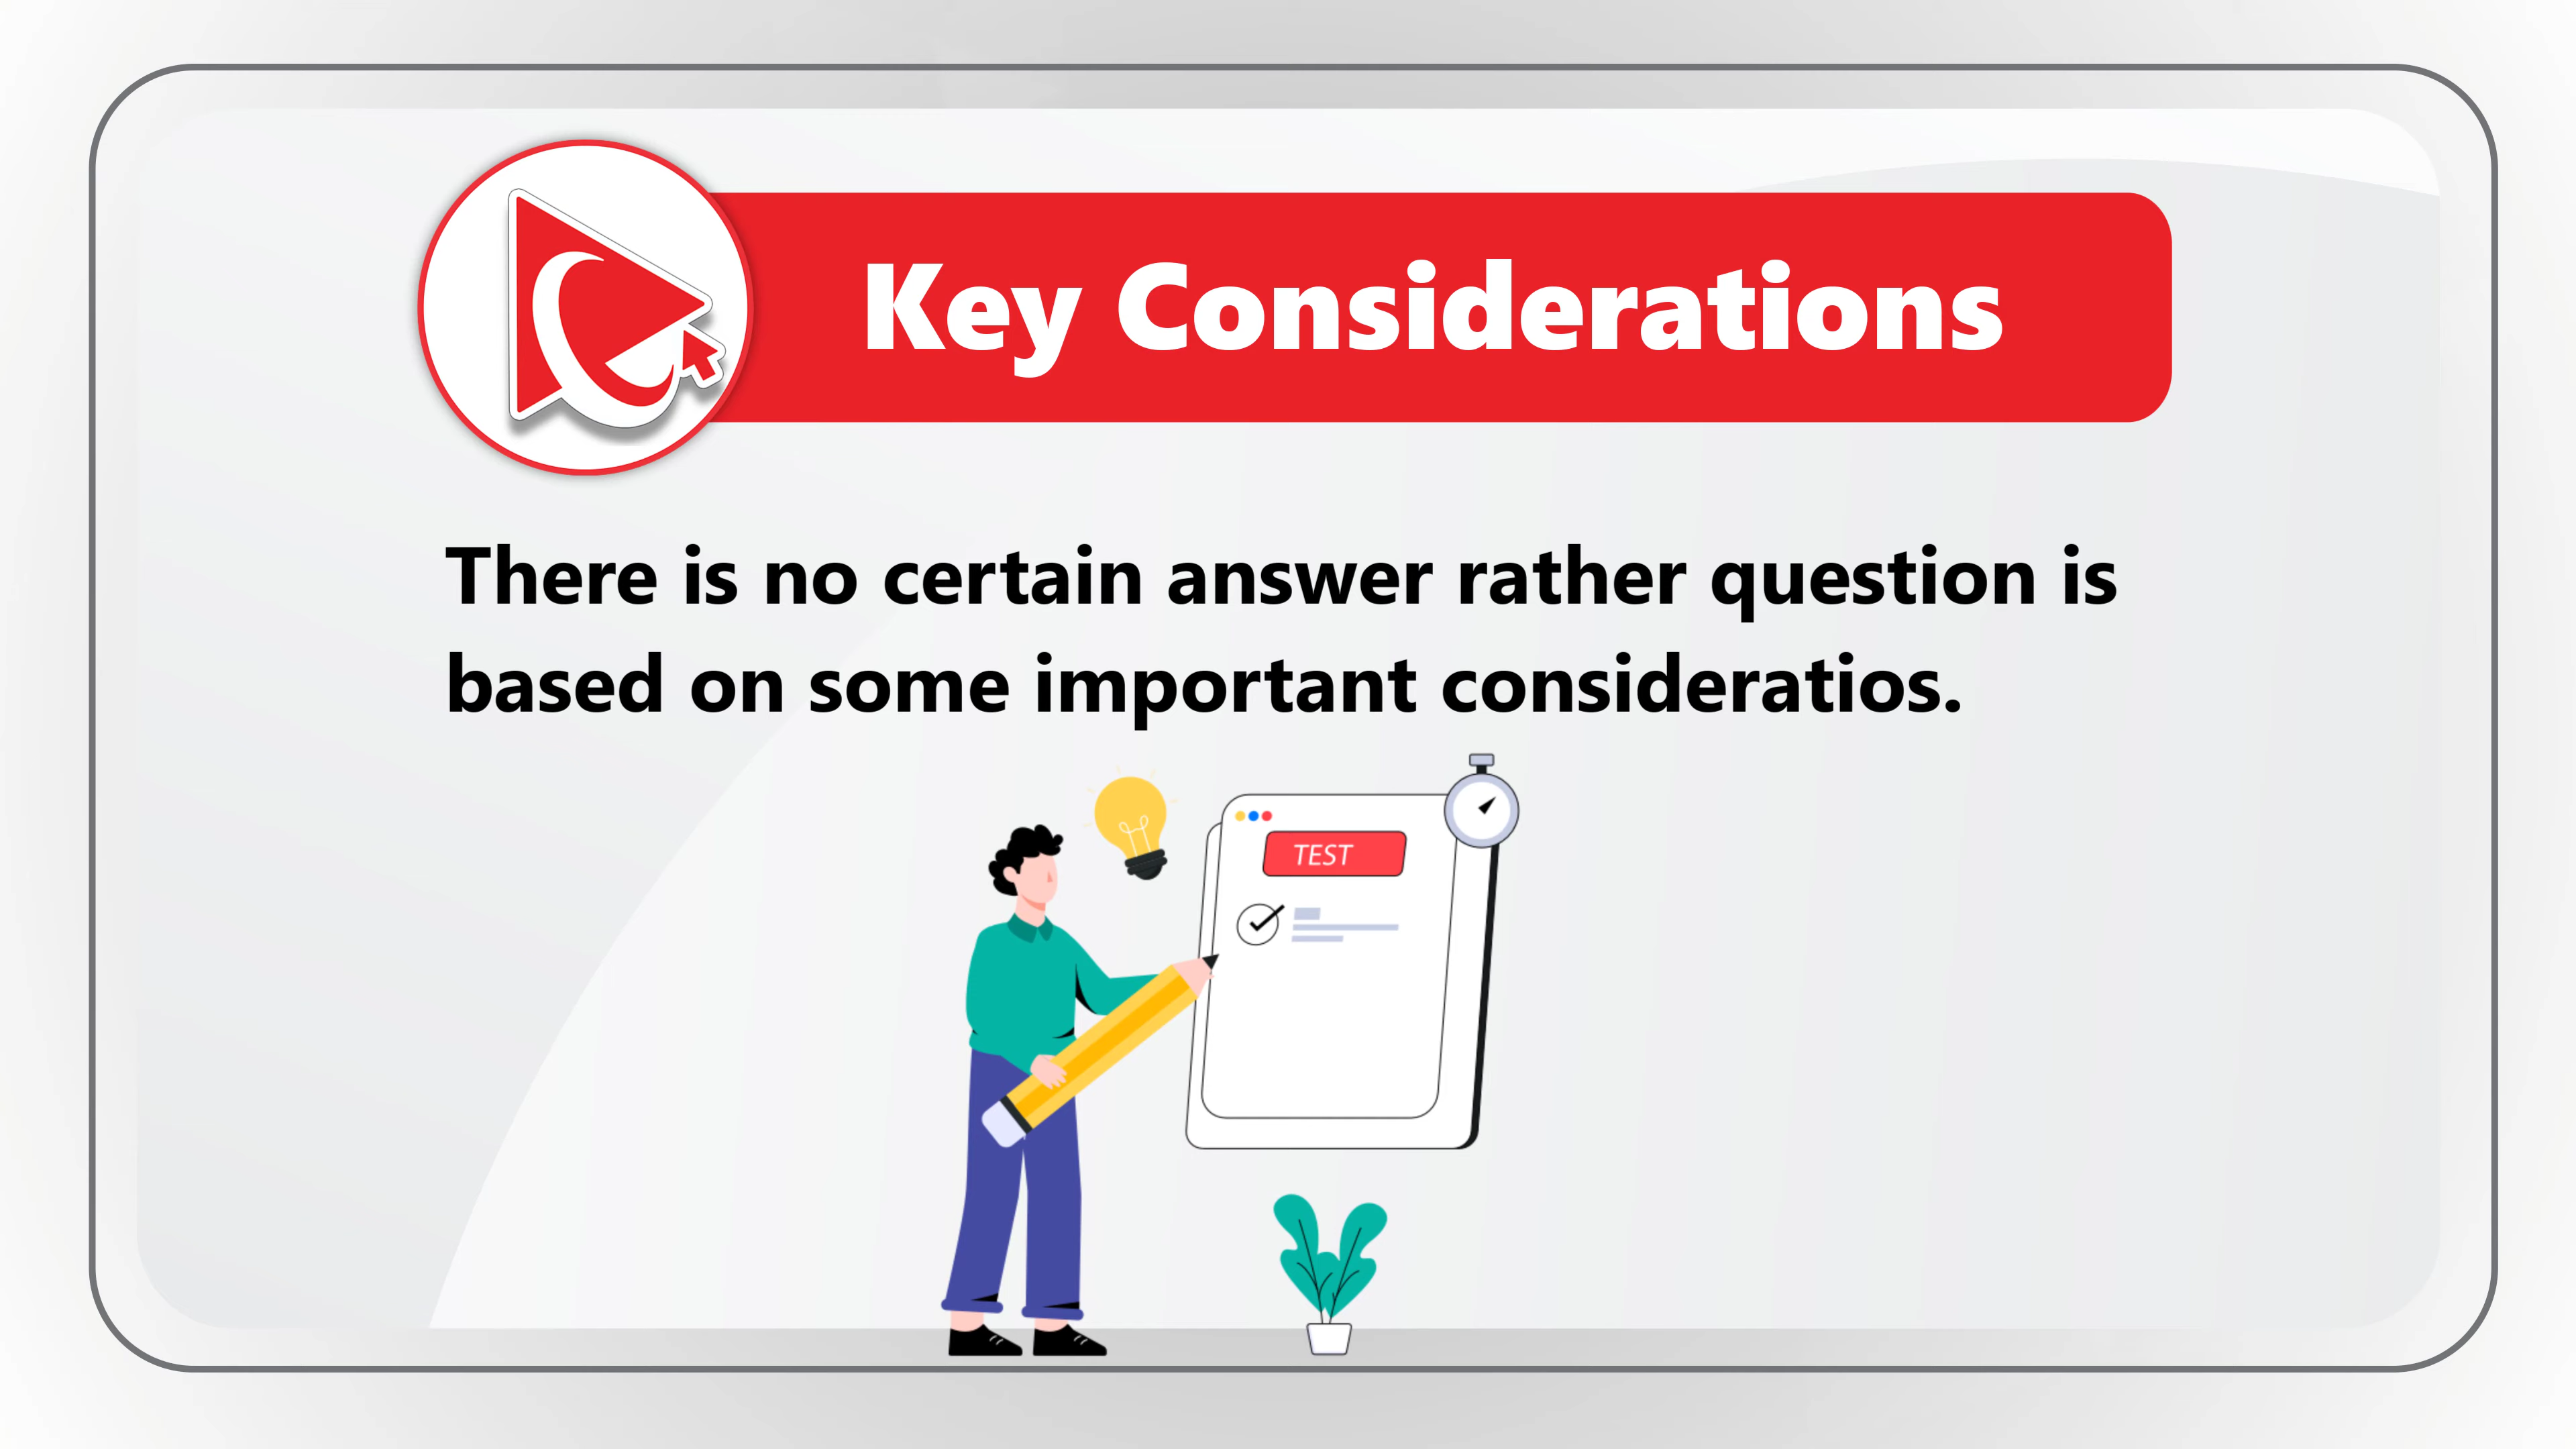 Key Considerations
There is no certain answer rather question is
based on some important consideratios.
TEST